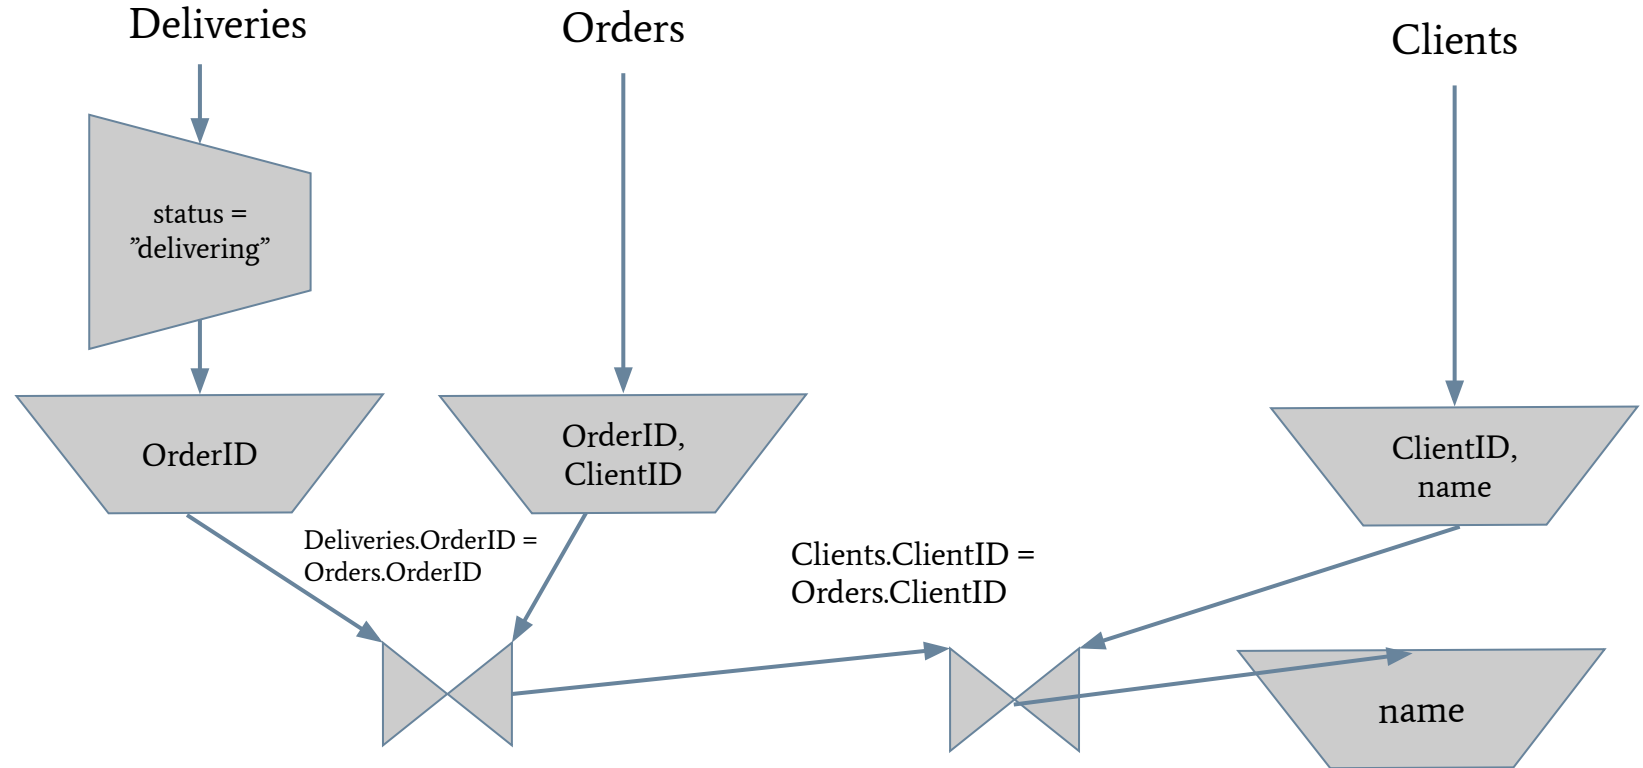 Deliveries
Orders
Clients
status =
”delivering”
OrderID
OrderID,
ClientID
ClientID,
name
Deliveries.OrderID =
Orders.OrderID
Clients.ClientID =
Orders.ClientID
name